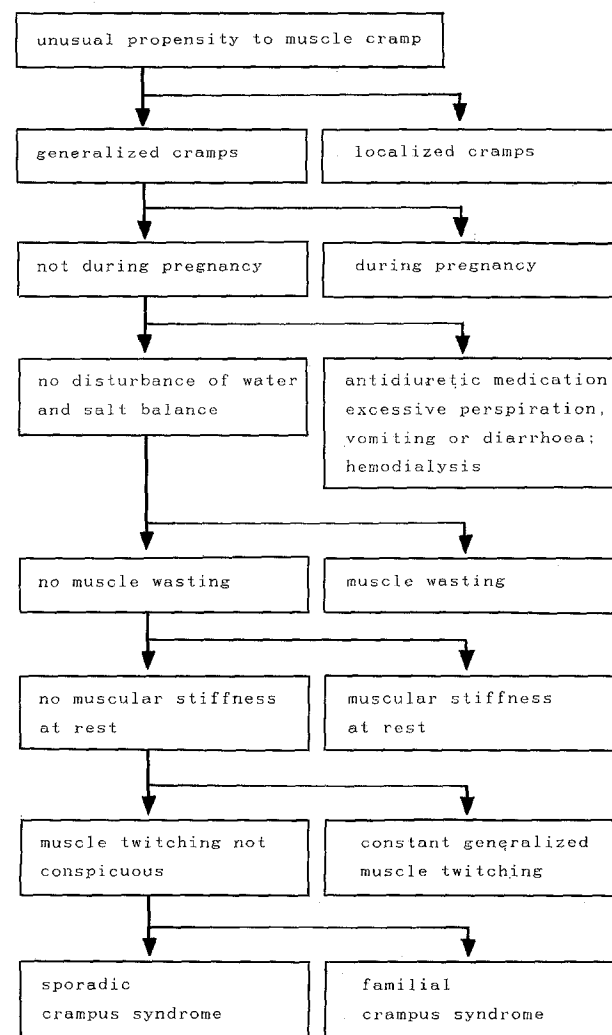 unusual propensity to muscle cramp
generalized cramps
localized cramps
not during pregnancy
during pregnancy
no disturbance of water
and salt balance
antidiuretic medication
excessive perspiration,
vomiting or diarrhoea;
hemodialysis
no muscle wasting
muscle wasting
no muscular stiffness
at rest
muscular stiffness
at rest
muscle twitching not
conspicuous
constant generalized
muscle twitching
sporadic
crampus syndrome
familial
crampus syndrome